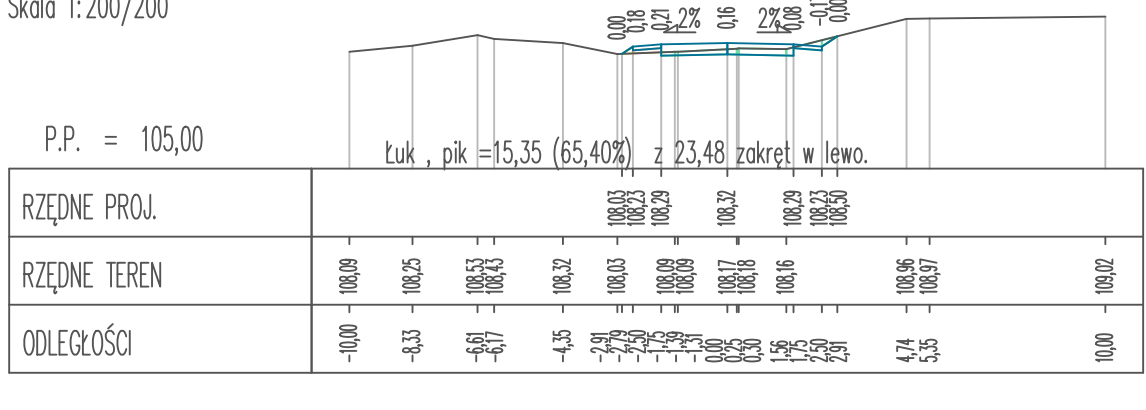 Skala 1:200/200
0,00 0,18 0,21 2% 0,16 2% 0,08
P.P. = 105,00
Łuk , pik =15,35 (65,40%) z 23,48 zakręt w lewo.
RZĘDNE PROJ. 108,03 108,23 108,29 108,32 108,29 108,23 108,50
RZĘDNE TEREN 108,09 108,25 108,53 108,43 108,32 108,03 108,09 108,09 108,17 108,18 108,16 108,96 108,97 109,02
ODLEGŁOŚCI -10,00 -8,33 -6,61 -6,17 -4,35 -2,91 -2,79 -2,50 -1,75 -1,39 -1,31 0,00 0,25 0,30 1,56 1,75 2,50 2,91 4,74 5,35 10,00